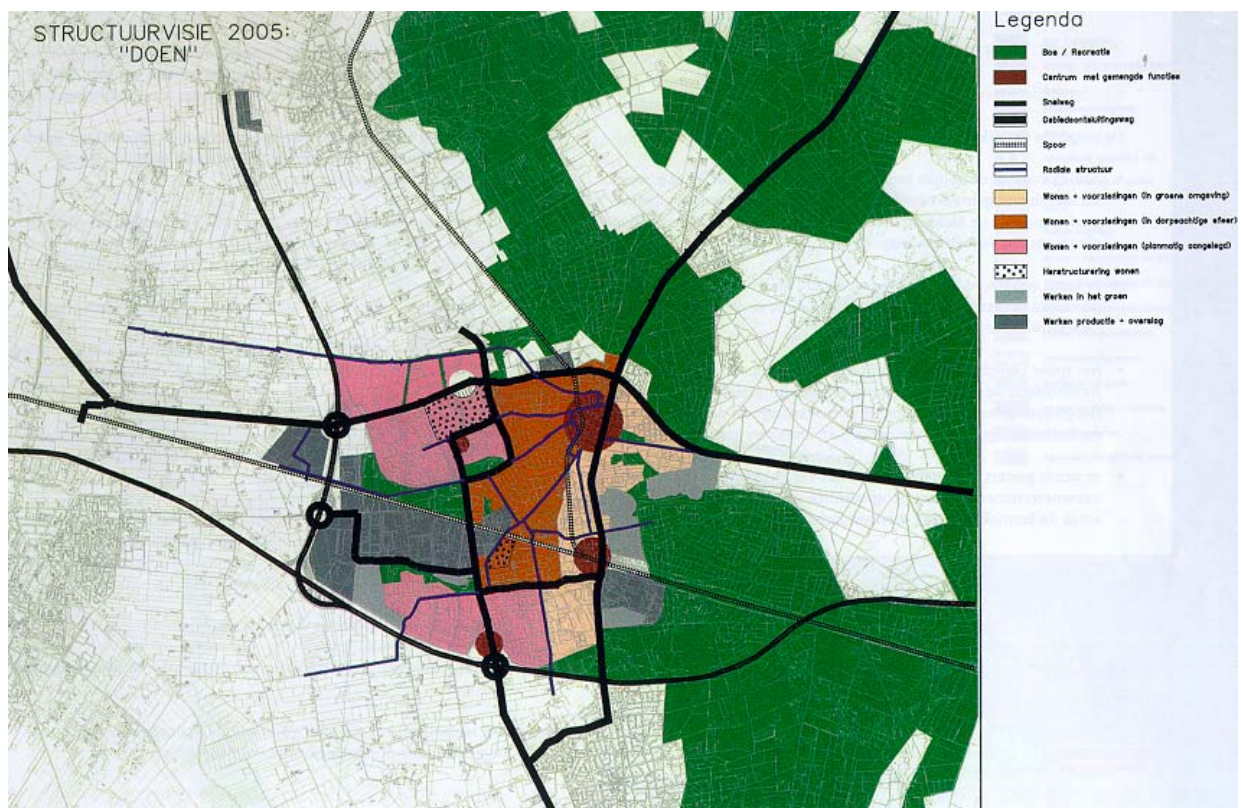 STRUCTUURVISIE 2005:
"DOEN"
Legenda
Bos / Recreatie
Centrum met gemengde functies
Snelweg
Gebiedsontsluitingsweg
Spoor
Radiale structuur
Wonen + voorzieningen (in groene omgeving)
Wonen + voorzieningen (in dorpsachtige sfeer)
Wonen + voorzieningen (planmatig aangelegd)
Herstructurering wonen
Werken in het groen
Werken productie + overslag